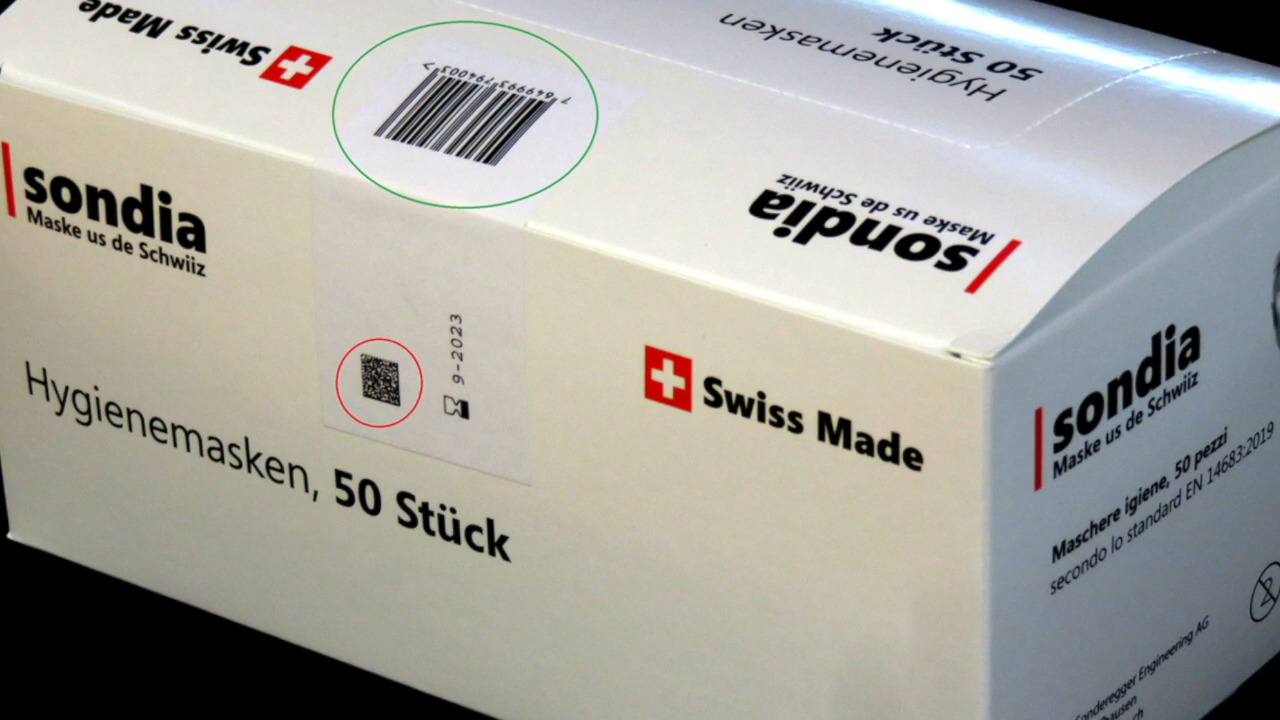 Swiss Made
7 649993 794003 >
Hygienemasken
50 Stück
sondia
Maske us de Schwiiz
sondia
Maske us de Schwiiz
9-2023
Hygienemasken, 50 Stück
Swiss Made
sondia
Maske us de Schwiiz
Maschere igiene, 50 pezzi
secondo lo standard EN 14683:2019
2
onderegger Engineering AG